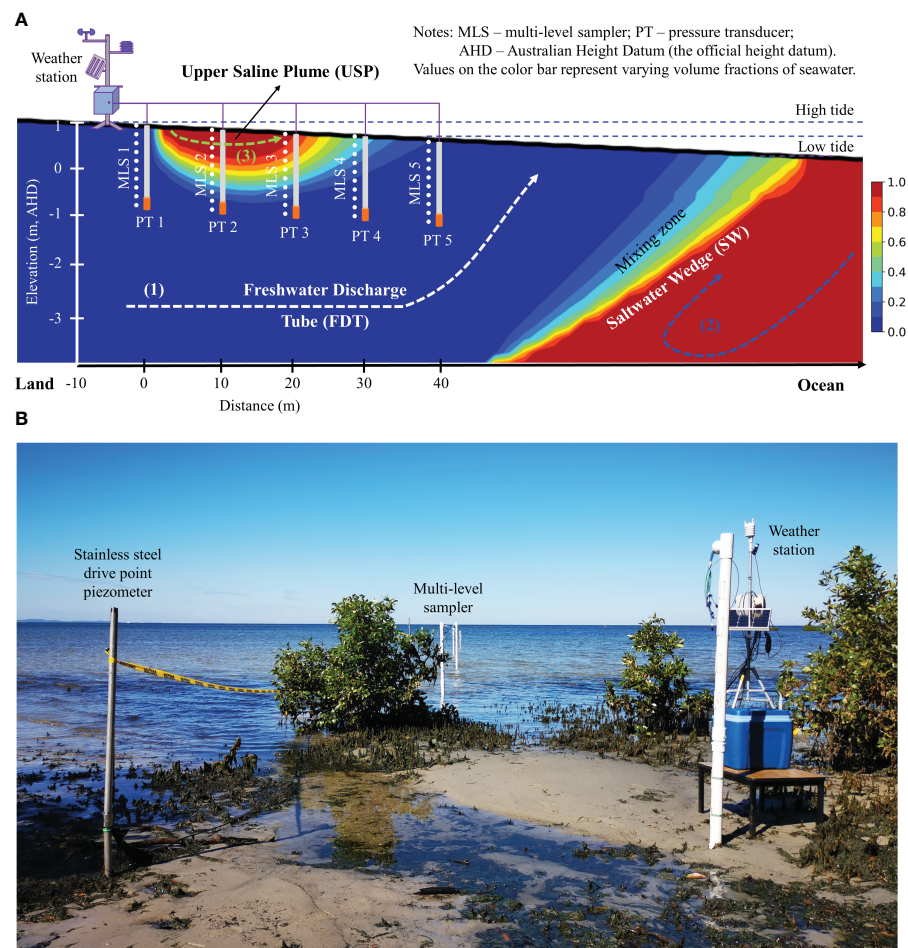 A
Notes: MLS – multi-level sampler; PT – pressure transducer;
AHD – Australian Height Datum (the official height datum).
Values on the color bar represent varying volume fractions of seawater.
Weather
station
Upper Saline Plume (USP)
High tide
Low tide
Elevation (m, AHD)
1
0
-1
-2
-3
MLS 1
MLS 2
MLS 3
MLS 4
MLS 5
(3)
PT 1
PT 2
PT 3
PT 4
PT 5
(1)
Freshwater Discharge
Tube (FDT)
Mixing zone
Saltwater Wedge (SW)
(2)
1.0
0.8
0.6
0.4
0.2
0.0
Land
-10
0
10
20
30
40
Ocean
Distance (m)
B
Stainless steel
drive point
piezometer
Multi-level
sampler
Weather
station